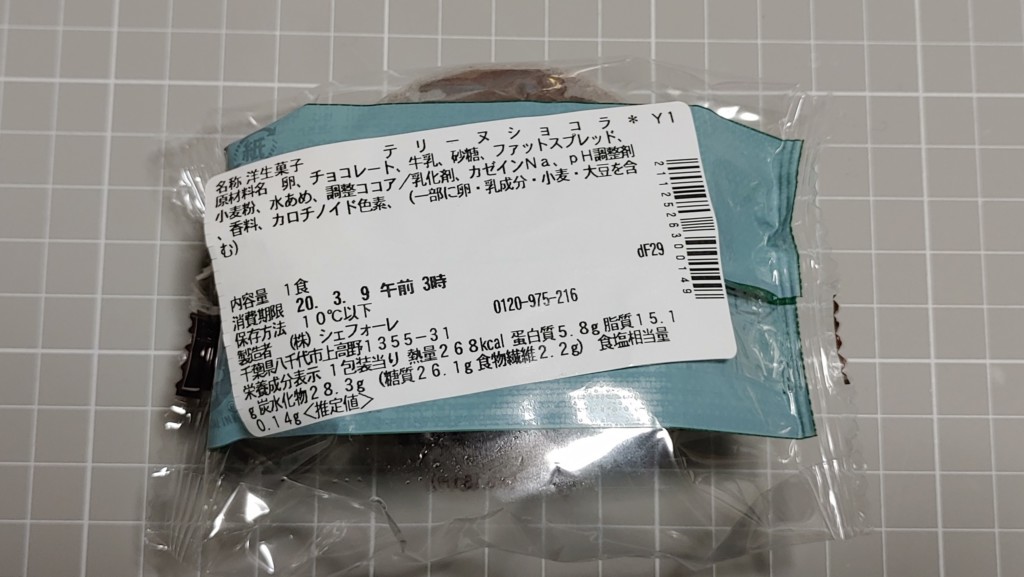 テリーヌショコラ* Y1
名称 洋生菓子
原材料名 卵、チョコレート、牛乳、砂糖、ファットスプレッド、
小麦粉、水あめ、調整ココア/乳化剤、カゼインNa、pH調整剤
、香料、カロチノイド色素、(一部に卵・乳成分・小麦・大豆を含
む)
dF29
内容量 1食
消費期限 20. 3. 9 午前 3時
保存方法 10℃以下
0120-975-216
製造者 (株)シェフォーレ
千葉県八千代市上高野1355-31
栄養成分表示 1包装当り 熱量268kcal 蛋白質5.8g 脂質15.1
g 炭水化物28.3g (糖質26.1g 食物繊維2.2g) 食塩相当量
0.14g<推定値>
2112526300149
紙